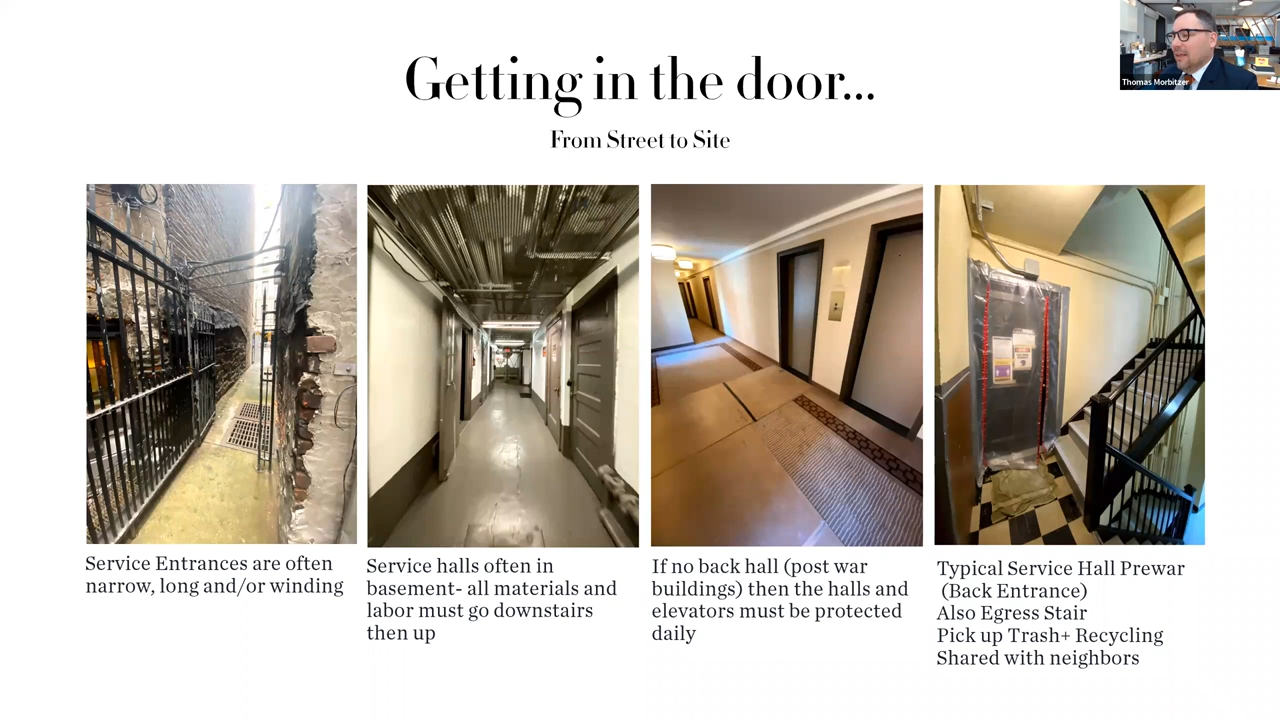 Getting in the door...
From Street to Site
Thomas Morbitzer
Service Entrances are often
narrow, long and/or winding
Service halls often in
basement- all materials and
labor must go downstairs
then up
If no back hall (post war
buildings) then the halls and
elevators must be protected
daily
Typical Service Hall Prewar
(Back Entrance)
Also Egress Stair
Pick up Trash+ Recycling
Shared with neighbors